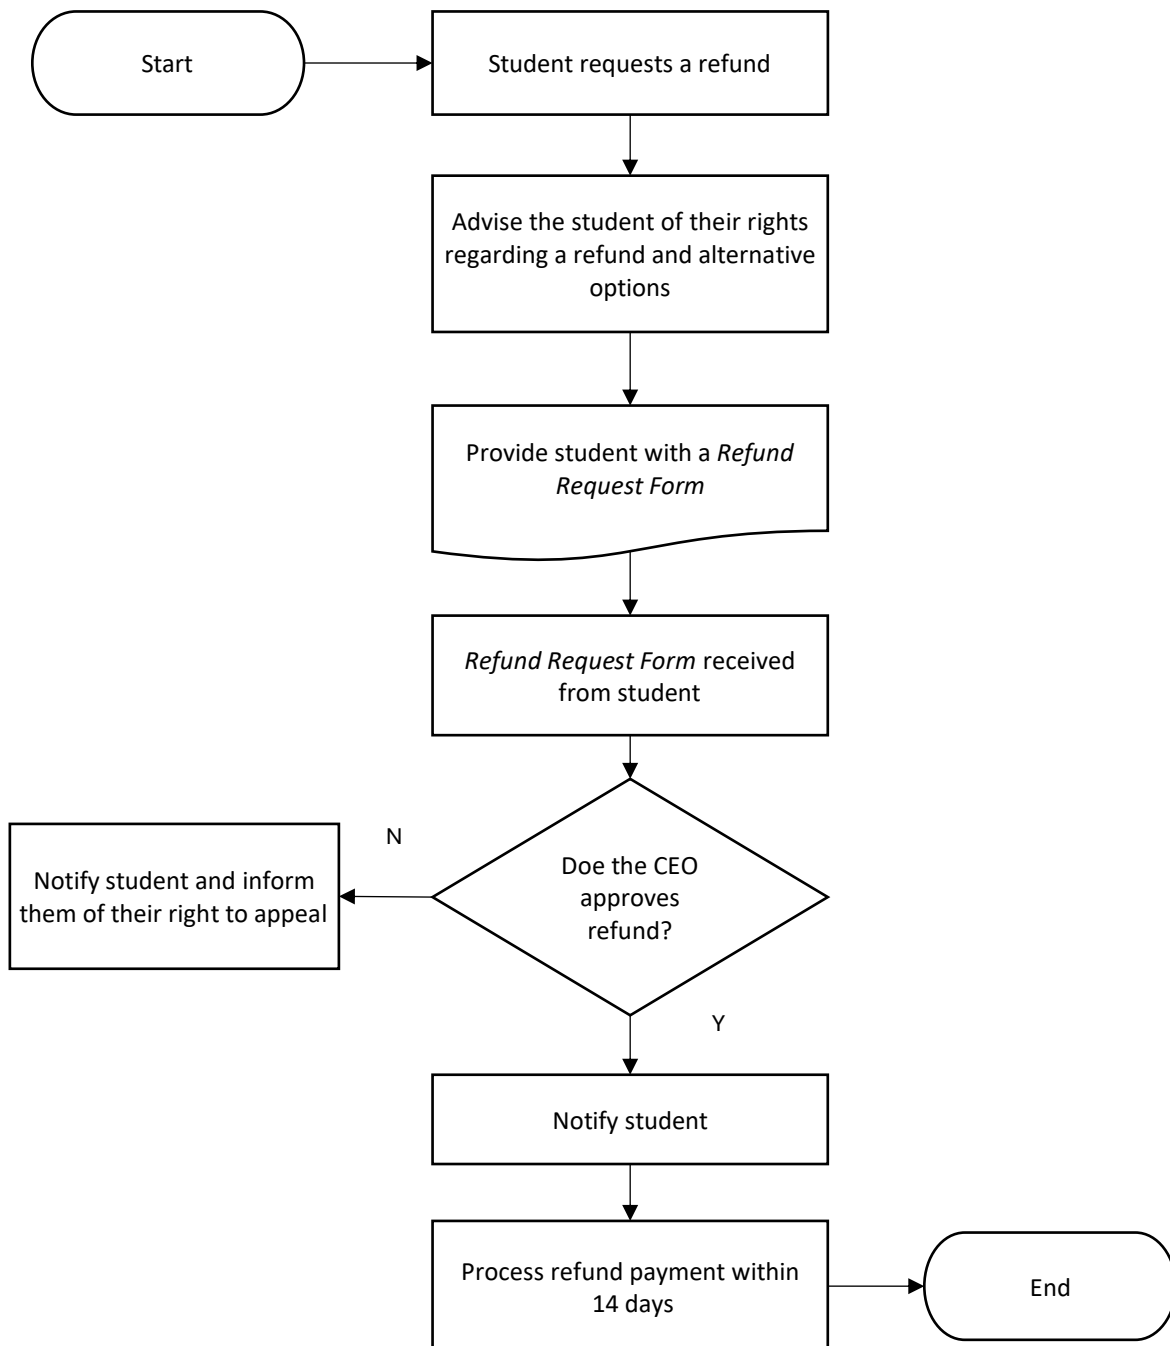 Start
Student requests a refund
Advise the student of their rights
regarding a refund and alternative
options
Provide student with a Refund
Request Form
Refund Request Form received
from student
N
Doe the CEO
approves
refund?
Notify student and inform
them of their right to appeal
Y
Notify student
Process refund payment within
14 days
End